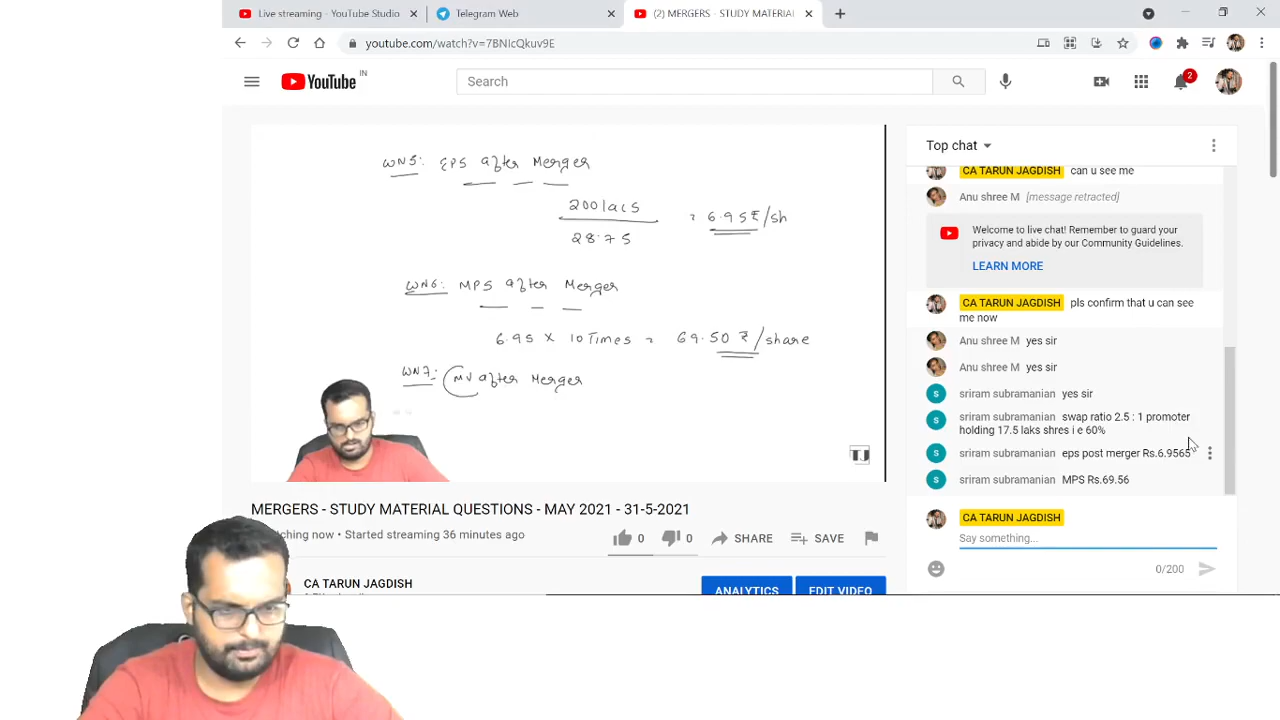 Live streaming - YouTube Studio
Telegram Web
(2) MERGERS - STUDY MATERIAL
youtube.com/watch?v=7BNIcQkuv9E
YouTube IN
Search
2
WN5: EPS after Merger
200lacs
28.75
= 6.95₹/sh
WN6: MPS after Merger
6.95 X 10Times = 69.50 ₹/share
WN7: MV after Merger
TJ
MERGERS - STUDY MATERIAL QUESTIONS - MAY 2021 - 31-5-2021
tching now • Started streaming 36 minutes ago
0
0
SHARE
SAVE
CA TARUN JAGDISH
ANALYTICS
EDIT VIDEO
Top chat
CA TARUN JAGDISH can u see me
Anu shree M [message retracted]
Welcome to live chat! Remember to guard your
privacy and abide by our Community Guidelines.
LEARN MORE
CA TARUN JAGDISH pls confirm that u can see
me now
Anu shree M yes sir
Anu shree M yes sir
S sriram subramanian yes sir
S sriram subramanian swap ratio 2.5 : 1 promoter
holding 17.5 laks shres i e 60%
S sriram subramanian eps post merger Rs.6.9565
S sriram subramanian MPS Rs.69.56
CA TARUN JAGDISH
Say something...
0/200